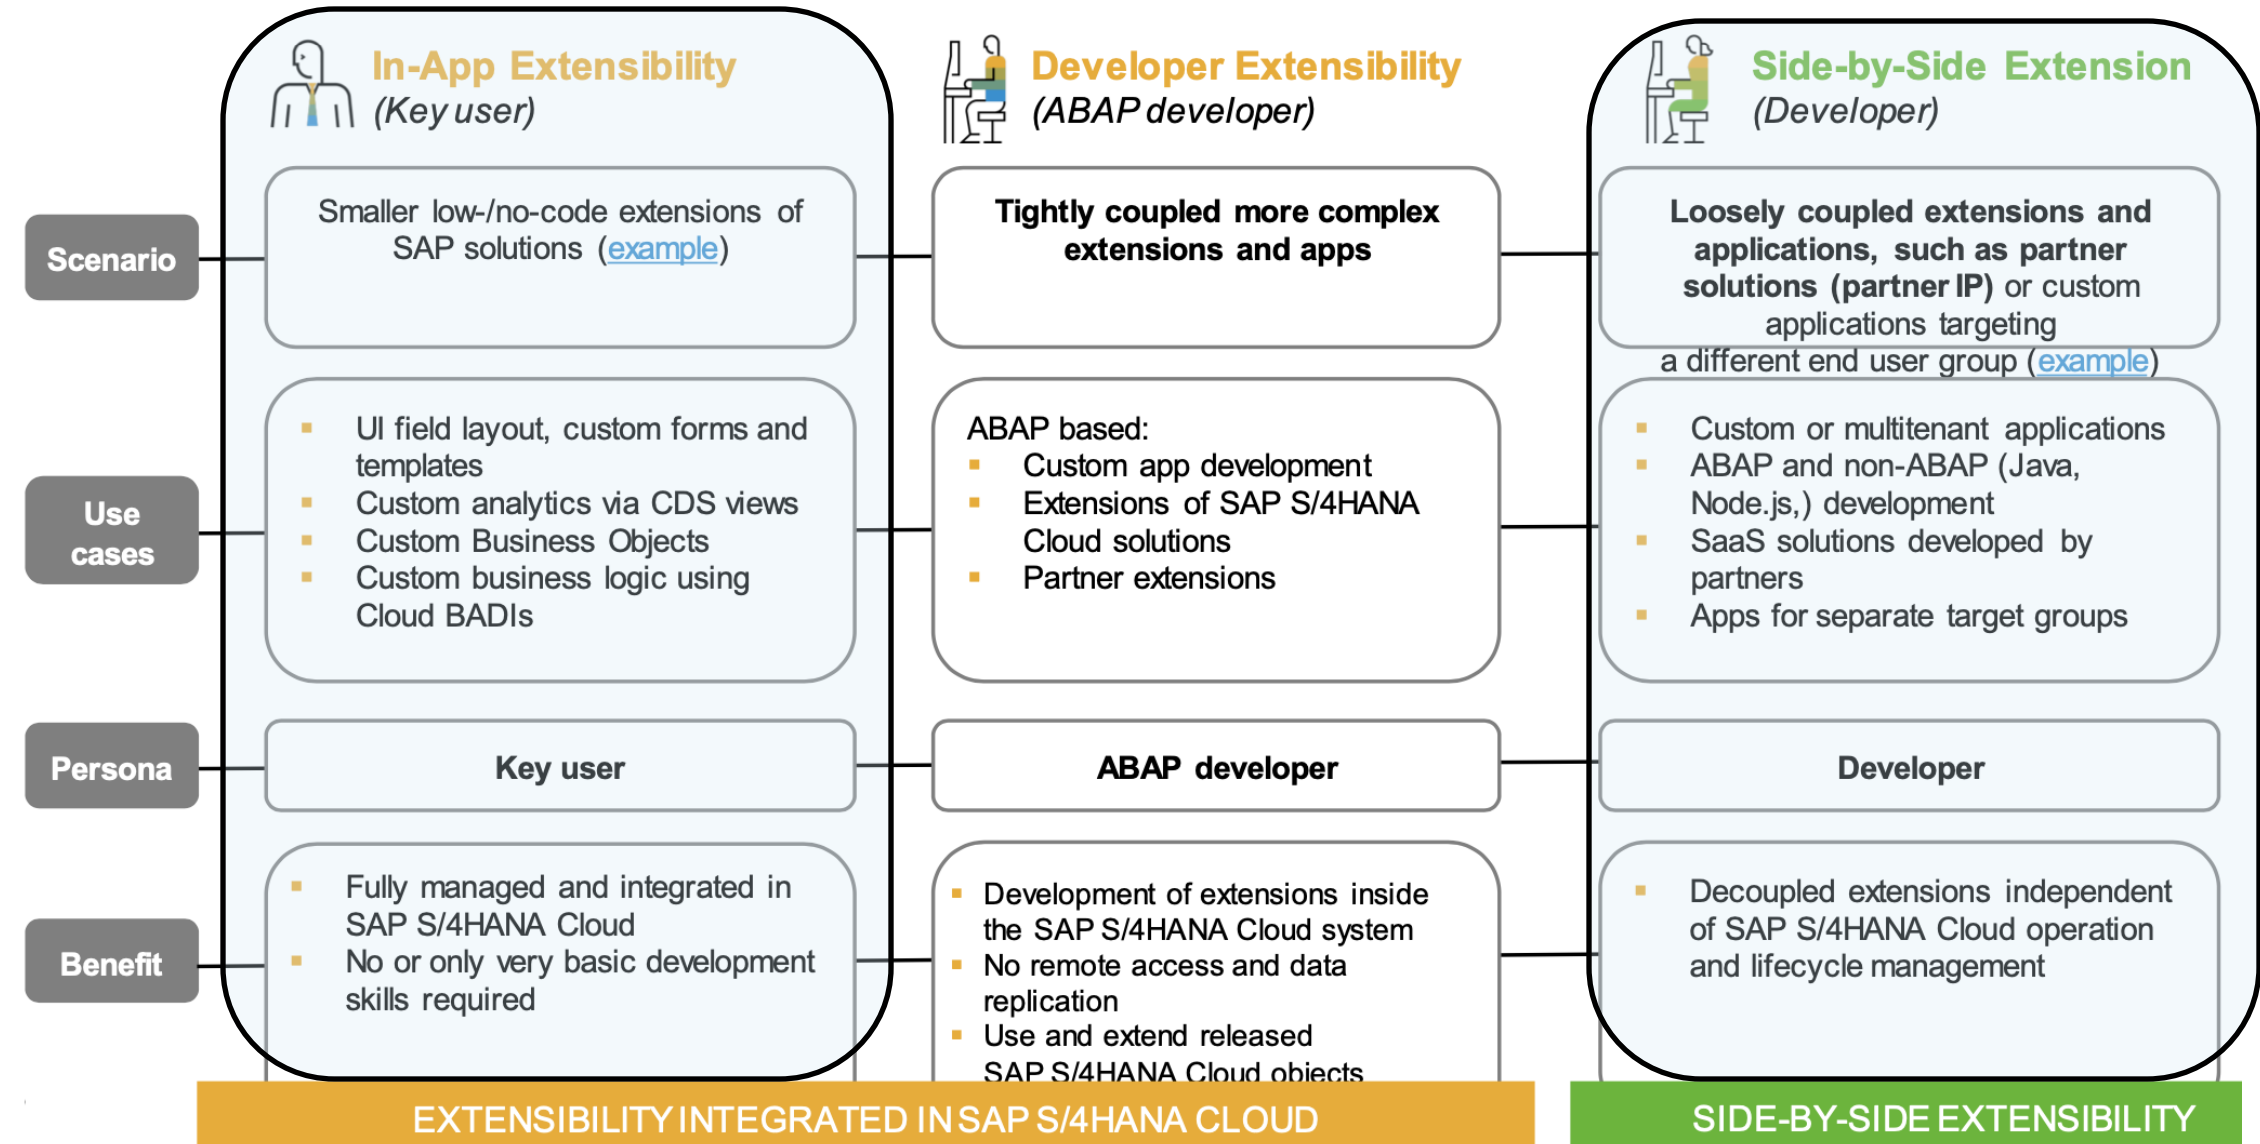 In-App Extensibility
(Key user)
Developer Extensibility
(ABAP developer)
Side-by-Side Extension
(Developer)
Scenario
Smaller low-/no-code extensions of
SAP solutions (example)
Tightly coupled more complex
extensions and apps
Loosely coupled extensions and
applications, such as partner
solutions (partner IP) or custom
applications targeting
a different end user group (example)
Use
cases
UI field layout, custom forms and
templates
Custom analytics via CDS views
Custom Business Objects
Custom business logic using
Cloud BADIs
ABAP based:
Custom app development
Extensions of SAP S/4HANA
Cloud solutions
Partner extensions
Custom or multitenant applications
ABAP and non-ABAP (Java,
Node.js,) development
SaaS solutions developed by
partners
Apps for separate target groups
Persona
Key user
ABAP developer
Developer
Benefit
Fully managed and integrated in
SAP S/4HANA Cloud
No or only very basic development
skills required
Development of extensions inside
the SAP S/4HANA Cloud system
No remote access and data
replication
Use and extend released
SAP S/4HANA Cloud objects
Decoupled extensions independent
of SAP S/4HANA Cloud operation
and lifecycle management
EXTENSIBILITY INTEGRATED IN SAP S/4HANA CLOUD
SIDE-BY-SIDE EXTENSIBILITY